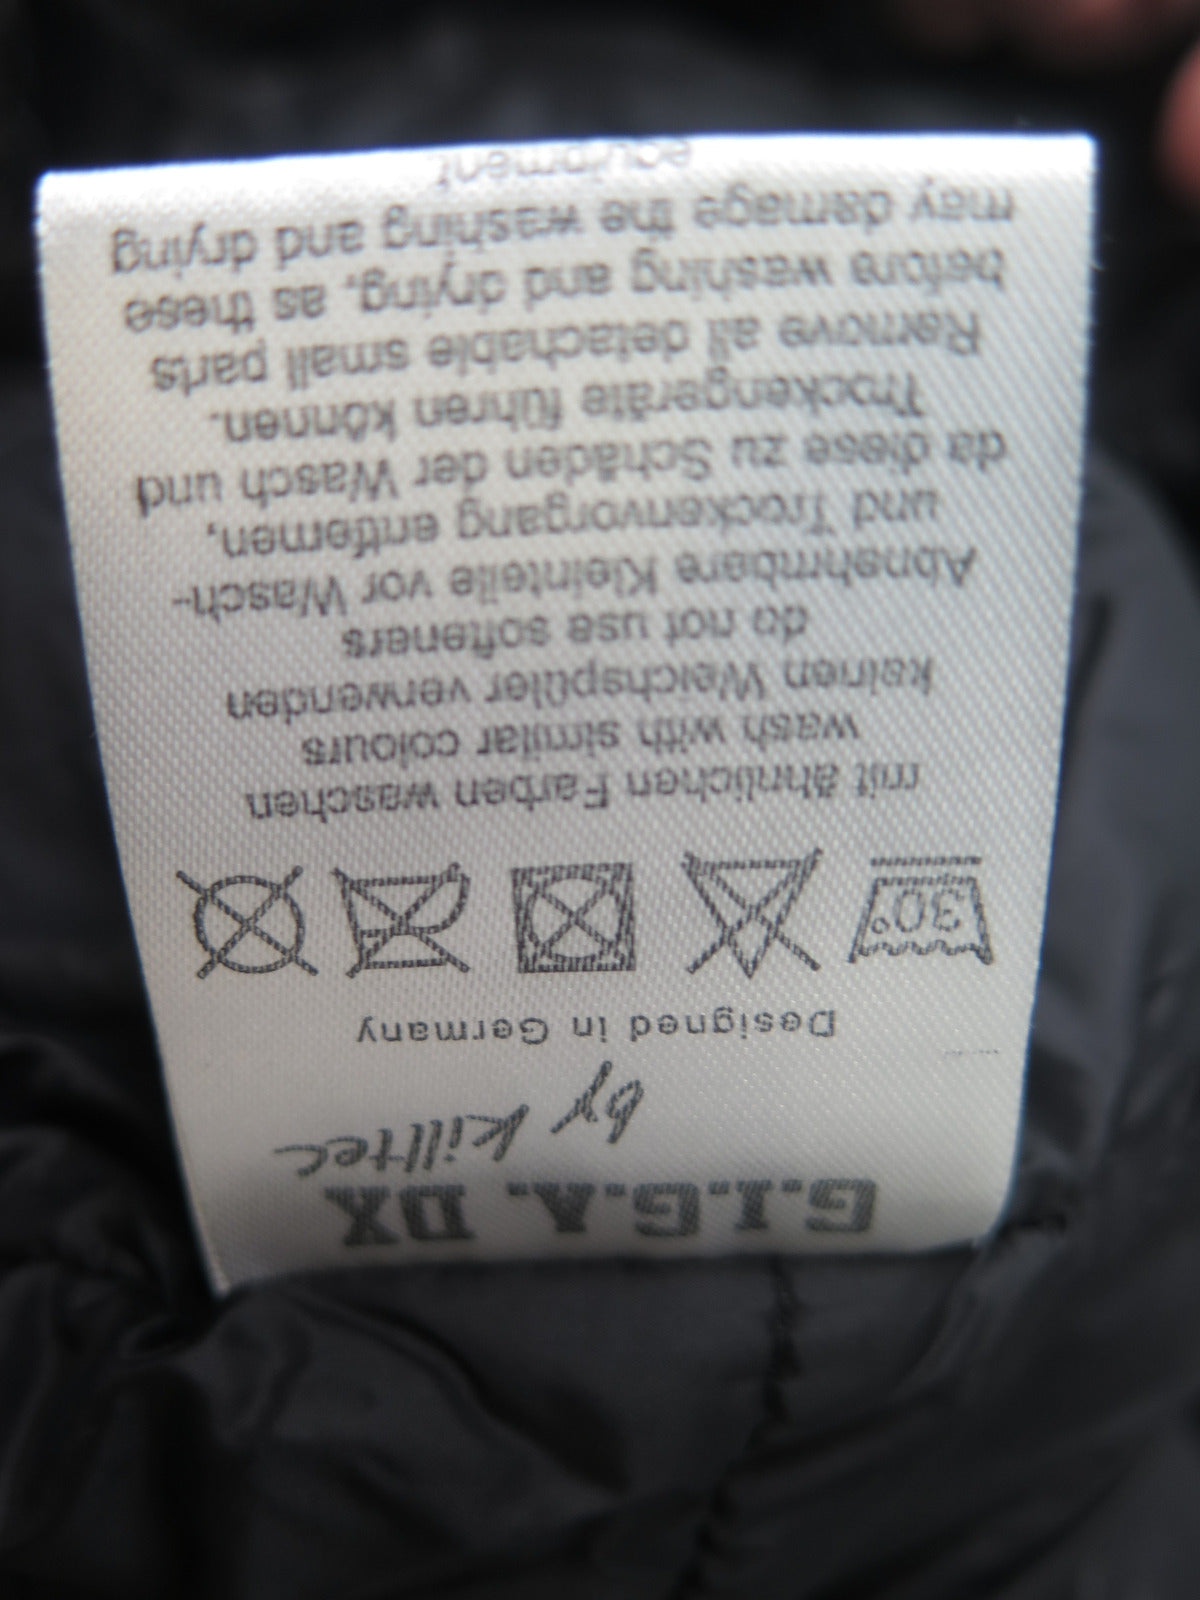 G.I.G.A. DX
by killtec
Designed in Germany
30°
mit ähnlichen Farben waschen
wash with similar colours
keinen Weichspüler verwenden
do not use softeners
Abnehmbare Kleinteile vor Wasch-
und Trockenvorgang entfernen,
da diese zu Schäden der Wasch und
Trockengeräte führen können.
Remove all detachable small parts
before washing and drying, as these
may damage the washing and drying
equipment